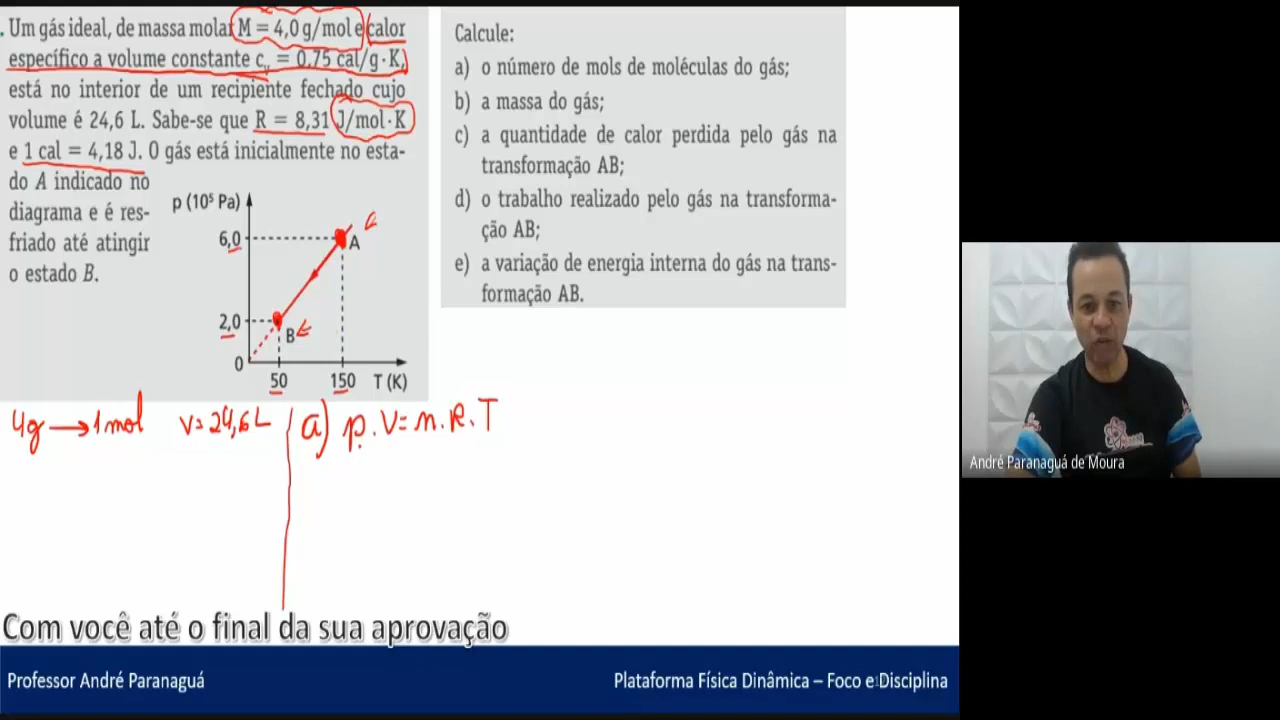 . Um gás ideal, de massa molar M = 4,0 g/mol e calor
específico a volume constante cv = 0,75 cal/g · K,
está no interior de um recipiente fechado cujo
volume é 24,6 L. Sabe-se que R = 8,31 J/mol · K
e 1 cal = 4,18 J. O gás está inicialmente no esta-
do A indicado no
diagrama e é res-
friado até atingir
o estado B.
p (10⁵ Pa)
6,0
A
2,0
B
0
50
150
T (K)
Calcule:
a) o número de mols de moléculas do gás;
b) a massa do gás;
c) a quantidade de calor perdida pelo gás na
transformação AB;
d) o trabalho realizado pelo gás na transforma-
ção AB;
e) a variação de energia interna do gás na trans-
formação AB.
4g → 1 mol
V = 24,6 L
a) p. V = n. R. T
André Paranaguá de Moura
Com você até o final da sua aprovação
Professor André Paranaguá
Plataforma Física Dinâmica – Foco e Disciplina